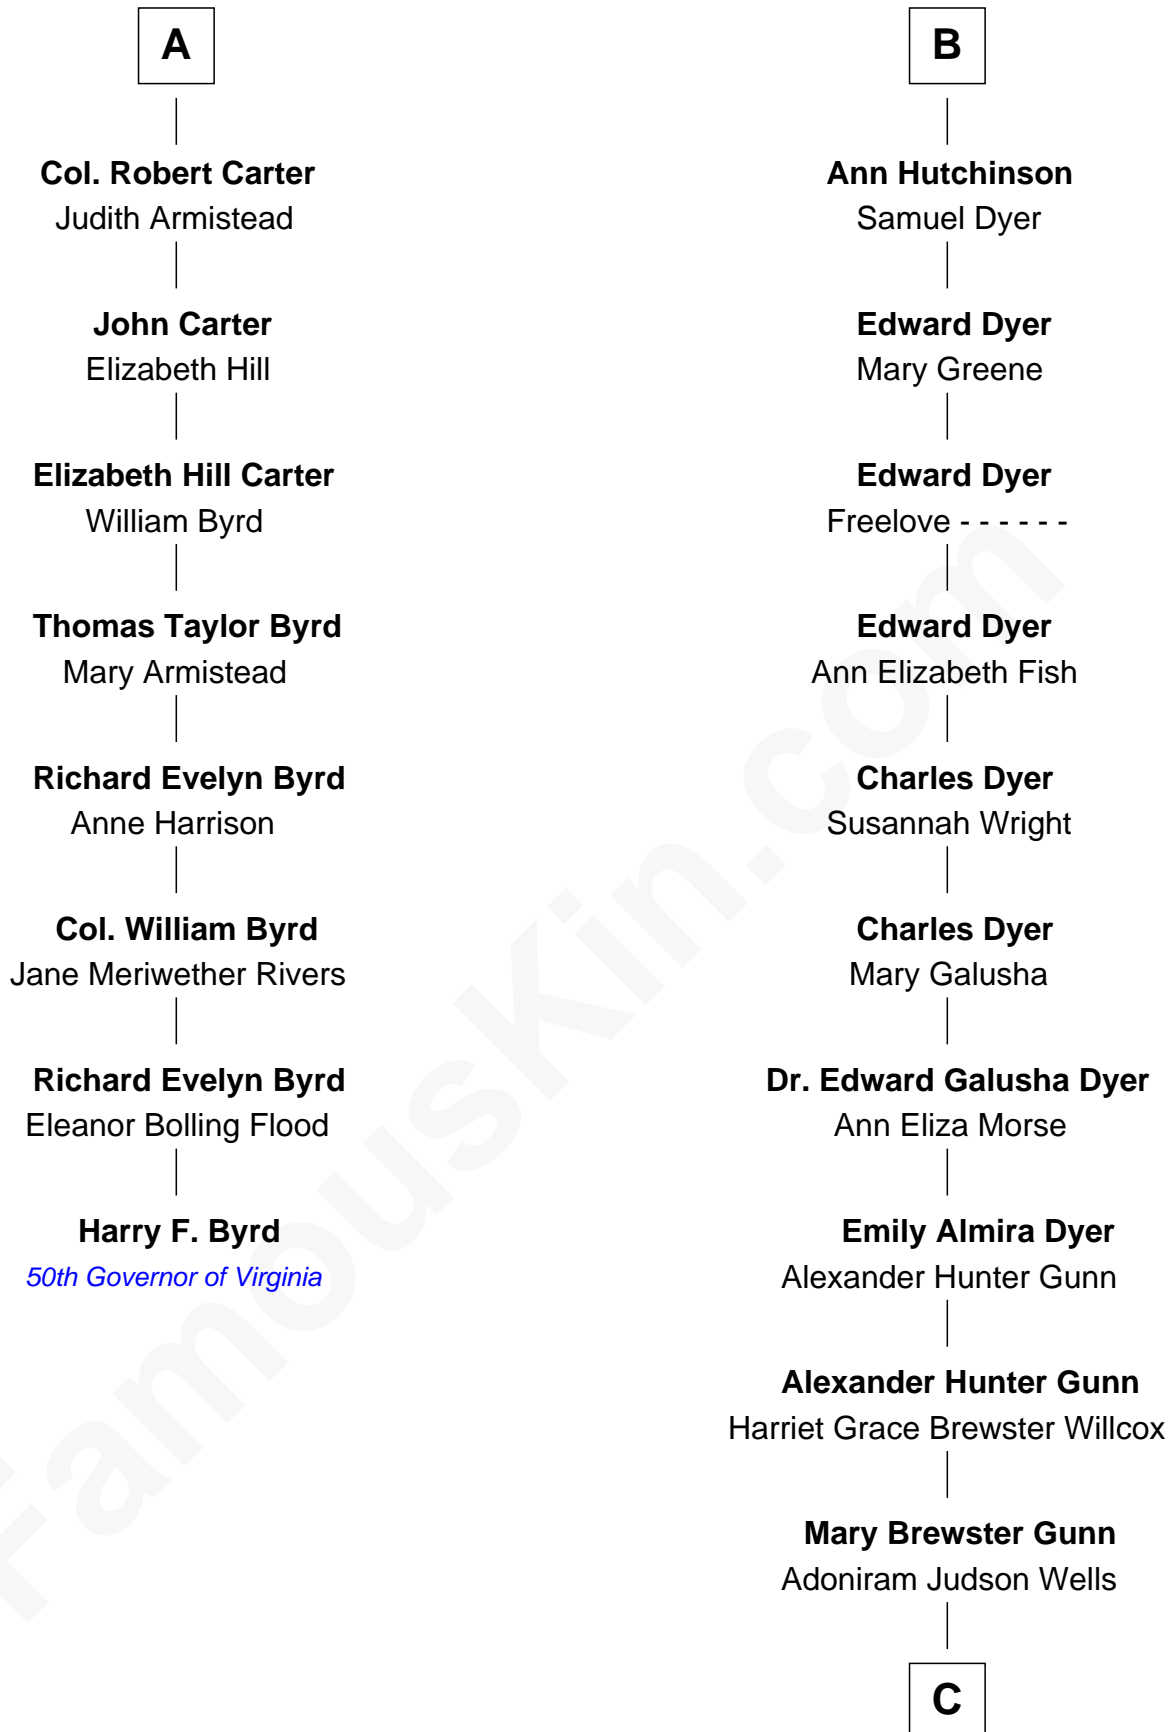 A
Col. Robert Carter
Judith Armistead
John Carter
Elizabeth Hill
Elizabeth Hill Carter
William Byrd
Thomas Taylor Byrd
Mary Armistead
Richard Evelyn Byrd
Anne Harrison
Col. William Byrd
Jane Meriwether Rivers
Richard Evelyn Byrd
Eleanor Bolling Flood
Harry F. Byrd
50th Governor of Virginia
B
Ann Hutchinson
Samuel Dyer
Edward Dyer
Mary Greene
Edward Dyer
Freelove - - - - - -
Edward Dyer
Ann Elizabeth Fish
Charles Dyer
Susannah Wright
Charles Dyer
Mary Galusha
Dr. Edward Galusha Dyer
Ann Eliza Morse
Emily Almira Dyer
Alexander Hunter Gunn
Alexander Hunter Gunn
Harriet Grace Brewster Willcox
Mary Brewster Gunn
Adoniram Judson Wells
C
FamousKin.com